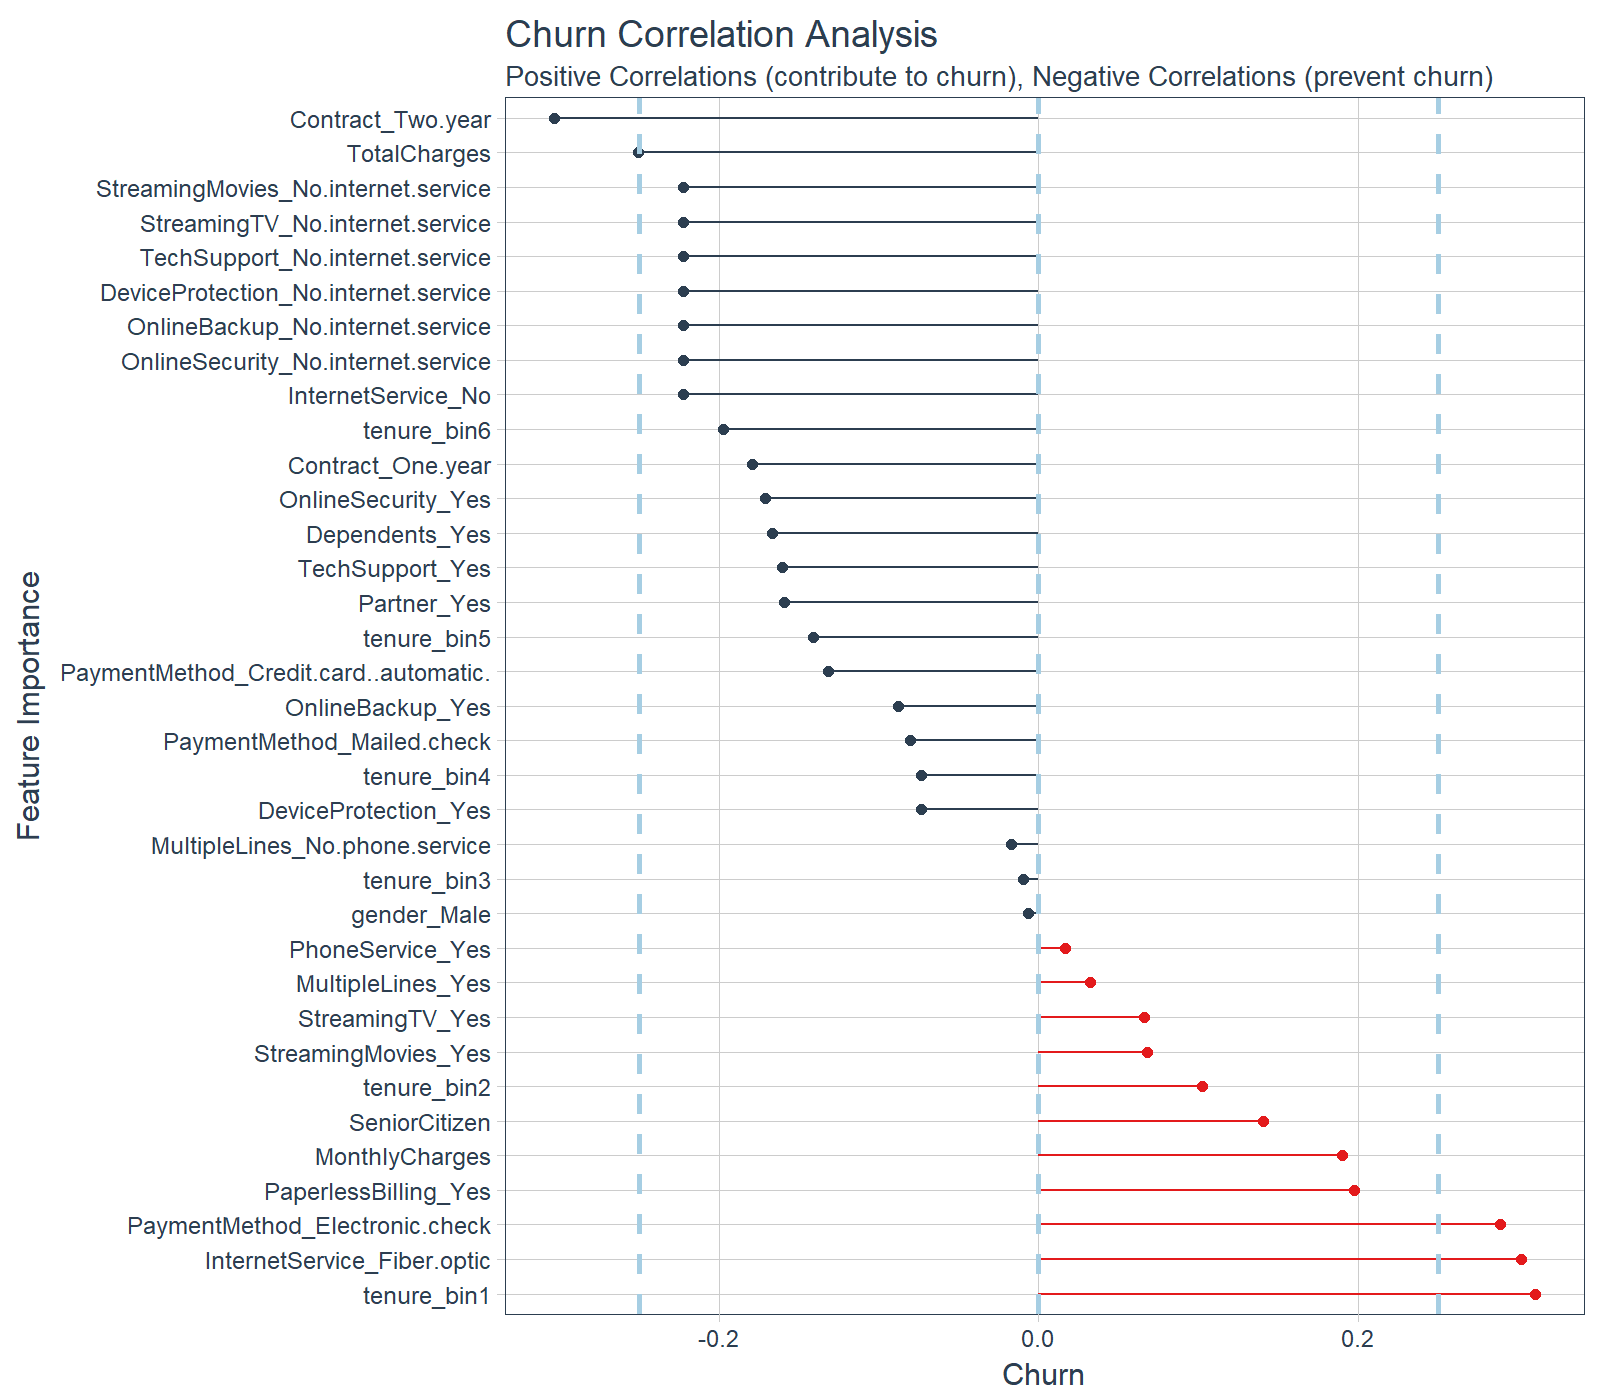 Churn Correlation Analysis
Positive Correlations (contribute to churn), Negative Correlations (prevent churn)
Contract_Two.year
TotalCharges
StreamingMovies_No.internet.service
StreamingTV_No.internet.service
TechSupport_No.internet.service
DeviceProtection_No.internet.service
OnlineBackup_No.internet.service
OnlineSecurity_No.internet.service
InternetService_No
tenure_bin6
Contract_One.year
OnlineSecurity_Yes
Dependents_Yes
TechSupport_Yes
Partner_Yes
tenure_bin5
PaymentMethod_Credit.card..automatic.
OnlineBackup_Yes
PaymentMethod_Mailed.check
tenure_bin4
DeviceProtection_Yes
MultipleLines_No.phone.service
tenure_bin3
gender_Male
PhoneService_Yes
MultipleLines_Yes
StreamingTV_Yes
StreamingMovies_Yes
tenure_bin2
SeniorCitizen
MonthlyCharges
PaperlessBilling_Yes
PaymentMethod_Electronic.check
InternetService_Fiber.optic
tenure_bin1
Feature Importance
-0.2 0.0 0.2
Churn